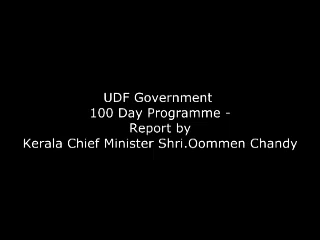 UDF Government
100 Day Programme -
Report by
Kerala Chief Minister Shri.Oommen Chandy